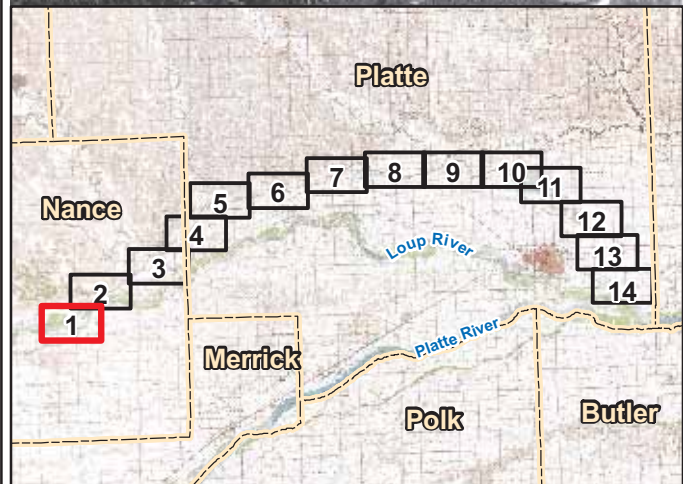 Platte
Nance
1
2
3
4
5
6
7
8
9
10
11
12
13
14
Loup River
Platte River
Merrick
Polk
Butler